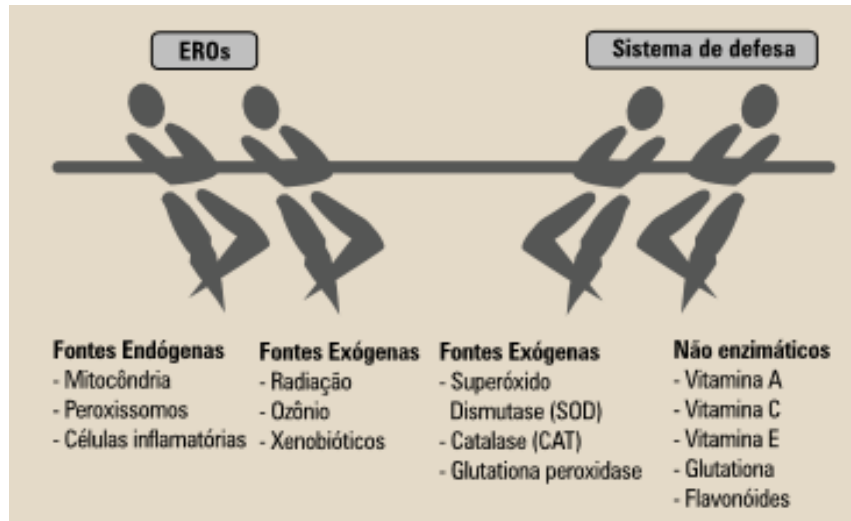 EROs
Sistema de defesa
Fontes Endógenas
- Mitocôndria
- Peroxissomos
- Células inflamatórias
Fontes Exógenas
- Radiação
- Ozônio
- Xenobióticos
Fontes Exógenas
- Superóxido
Dismutase (SOD)
- Catalase (CAT)
- Glutationa peroxidase
Não enzimáticos
- Vitamina A
- Vitamina C
- Vitamina E
- Glutationa
- Flavonóides